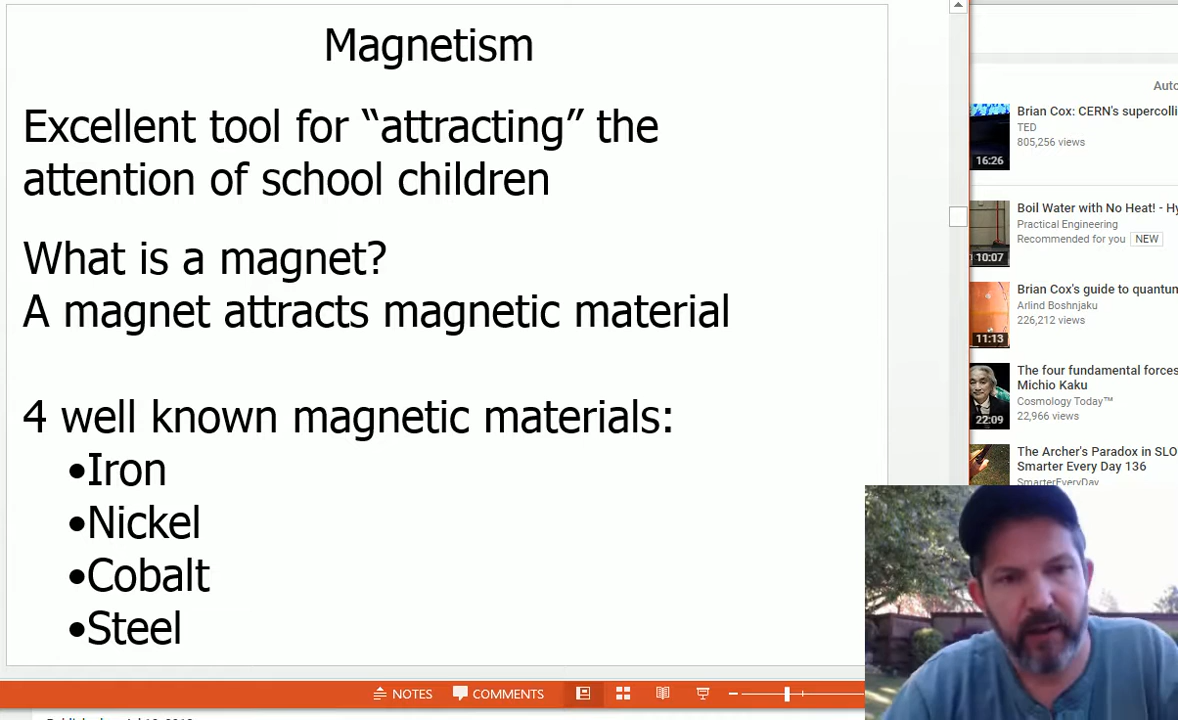 Magnetism
Excellent tool for “attracting” the
attention of school children
What is a magnet?
A magnet attracts magnetic material
4 well known magnetic materials:
•Iron
•Nickel
•Cobalt
•Steel
NOTES
COMMENTS
Auto
Brian Cox: CERN's supercolli
TED
805,256 views
16:26
Boil Water with No Heat! - Hy
Practical Engineering
Recommended for you NEW
10:07
Brian Cox's guide to quantun
Arlind Boshnjaku
226,212 views
11:13
The four fundamental forces
Michio Kaku
Cosmology Today™
22,966 views
22:09
The Archer's Paradox in SLO
Smarter Every Day 136
SmarterEveryDay